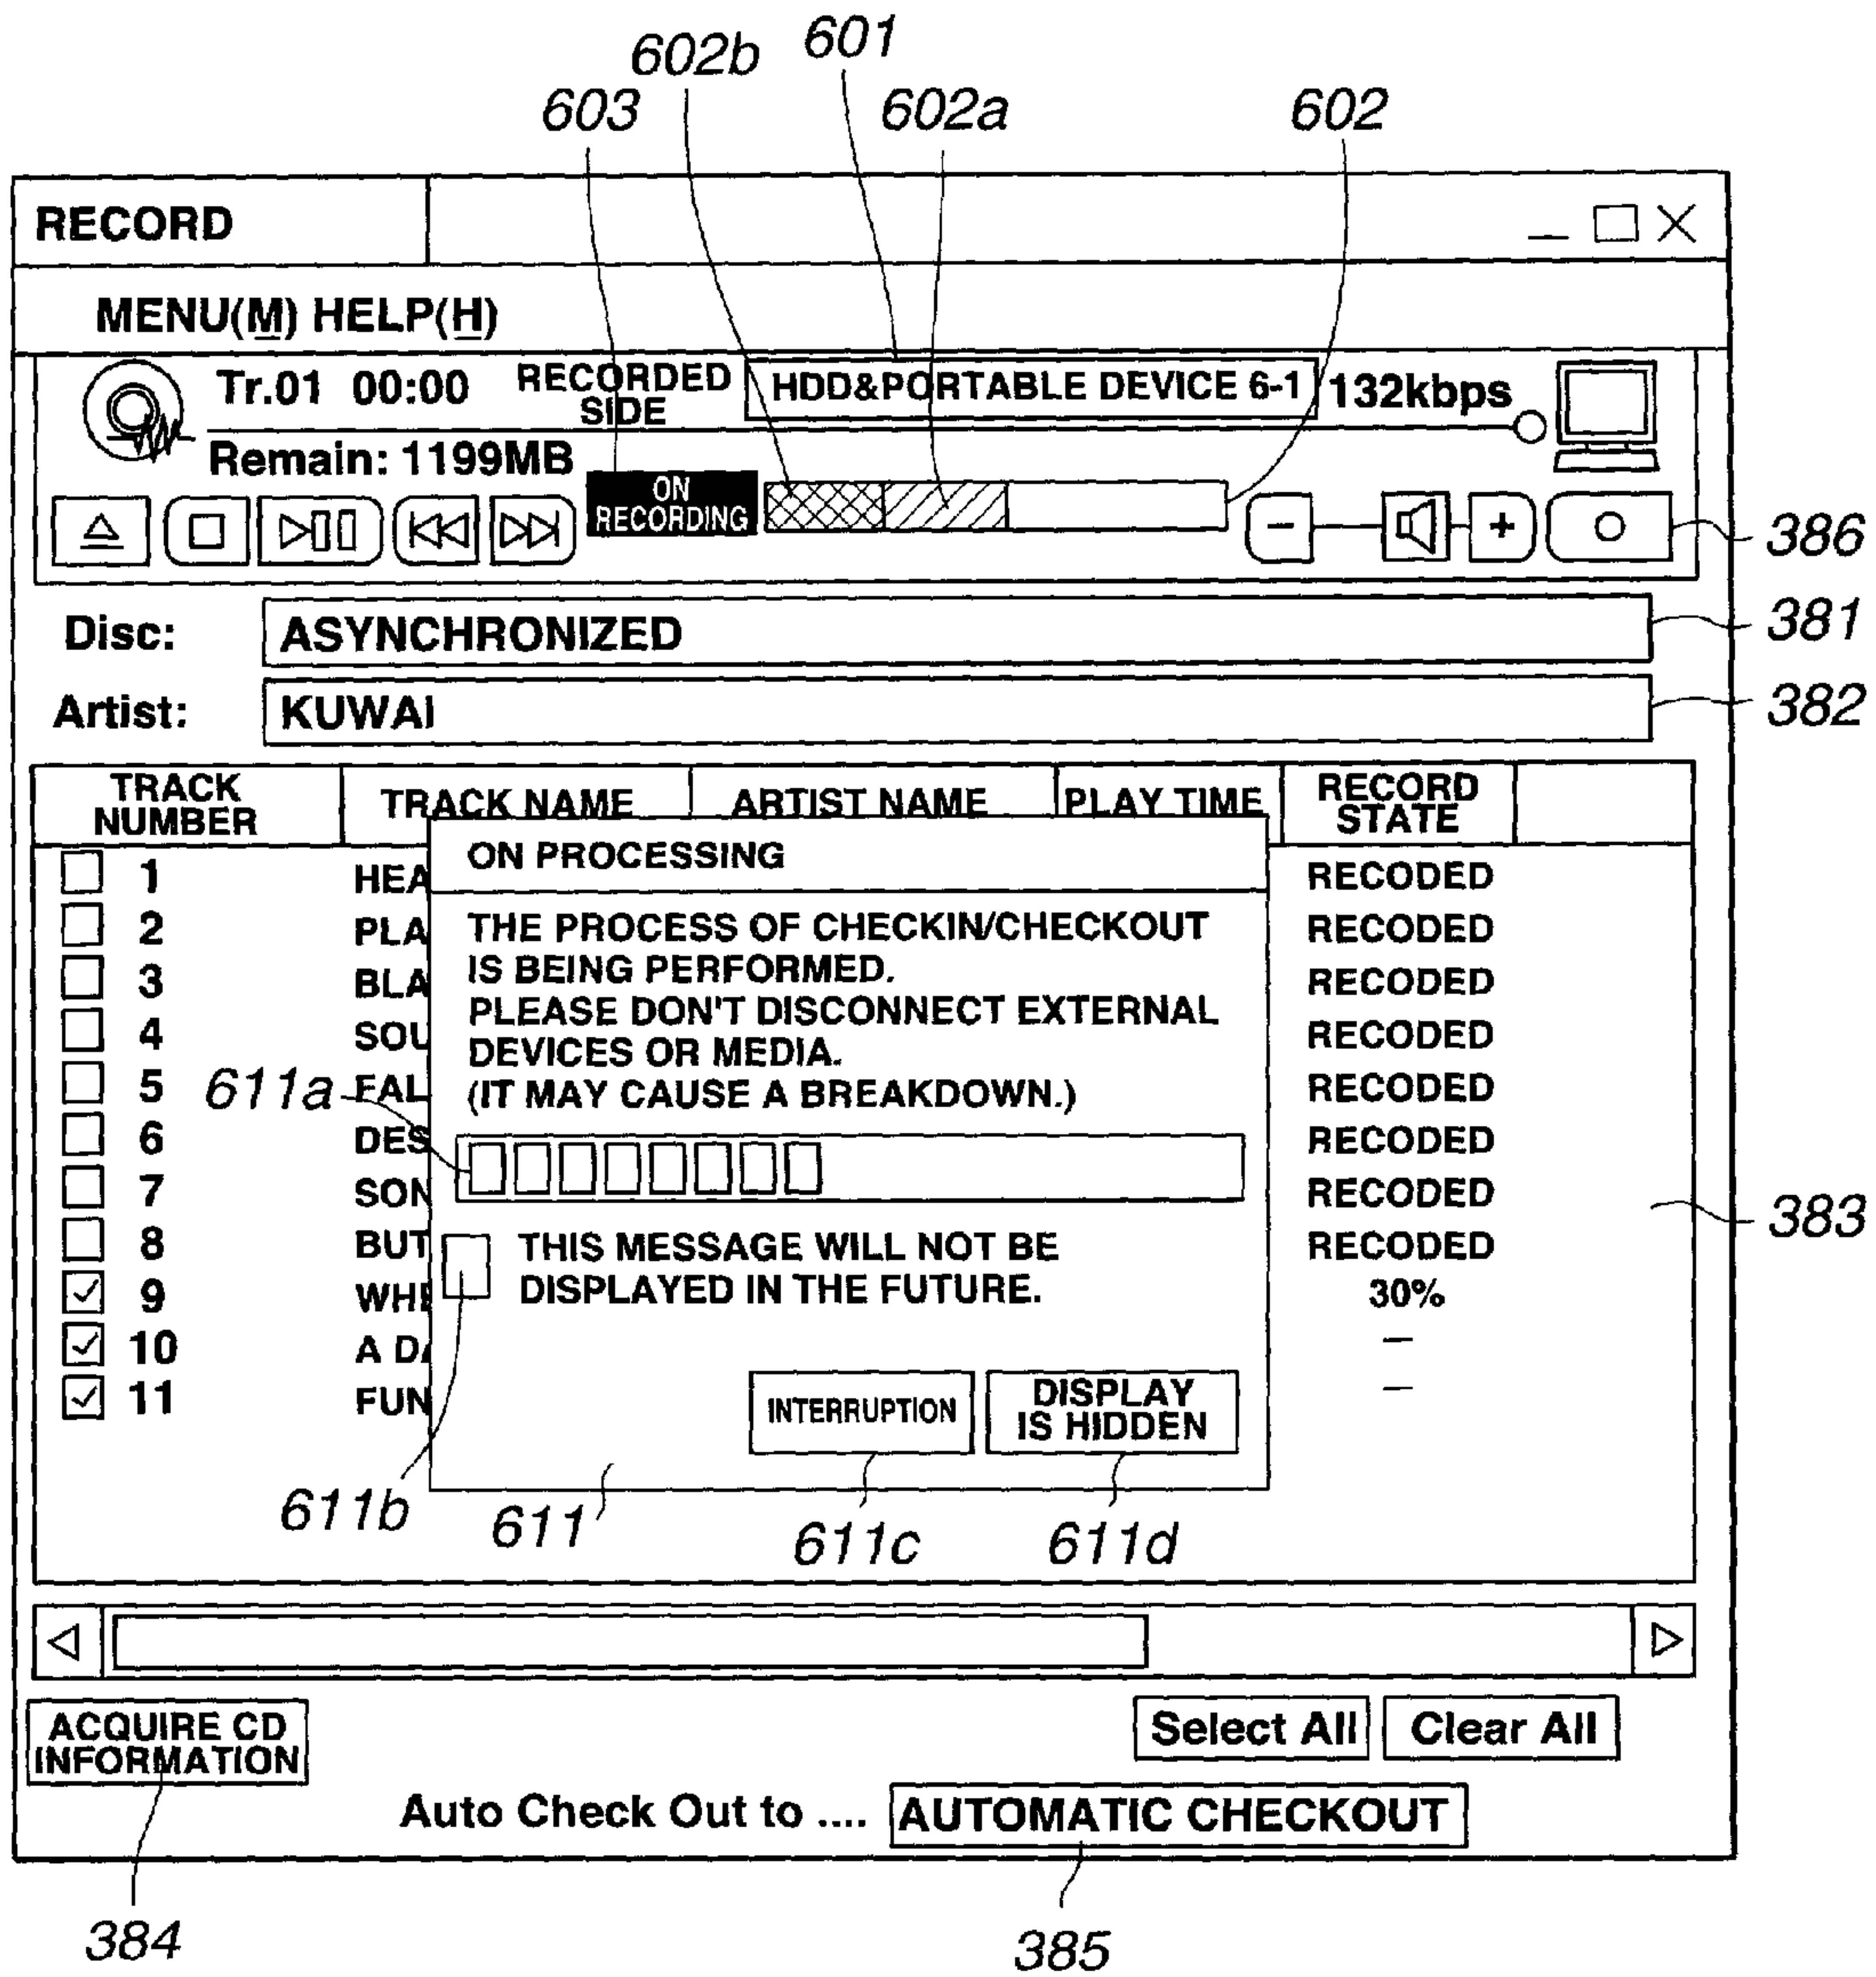 601
602b
603
602a
602
RECORD
MENU(M) HELP(H)
Tr.01 00:00
RECORDED
SIDE
HDD&PORTABLE DEVICE 6-1
132kbps
Remain: 1199MB
ON
RECORDING
386
Disc: ASYNCHRONIZED
381
Artist: KUWAI
382
TRACK
NUMBER
TRACK NAME
ARTIST NAME
PLAY TIME
RECORD
STATE
1 HEA RECODED
2 PLA RECODED
3 BLA RECODED
4 SOU RECODED
5 FAL RECODED
6 DES RECODED
7 SON RECODED
8 BUT RECODED
9 WHE 30%
10 A DA —
11 FUN —
ON PROCESSING
THE PROCESS OF CHECKIN/CHECKOUT
IS BEING PERFORMED.
PLEASE DON'T DISCONNECT EXTERNAL
DEVICES OR MEDIA.
(IT MAY CAUSE A BREAKDOWN.)
611a
THIS MESSAGE WILL NOT BE
DISPLAYED IN THE FUTURE.
383
INTERRUPTION
DISPLAY
IS HIDDEN
611b
611
611c
611d
ACQUIRE CD
INFORMATION
Select All
Clear All
Auto Check Out to .... AUTOMATIC CHECKOUT
384
385